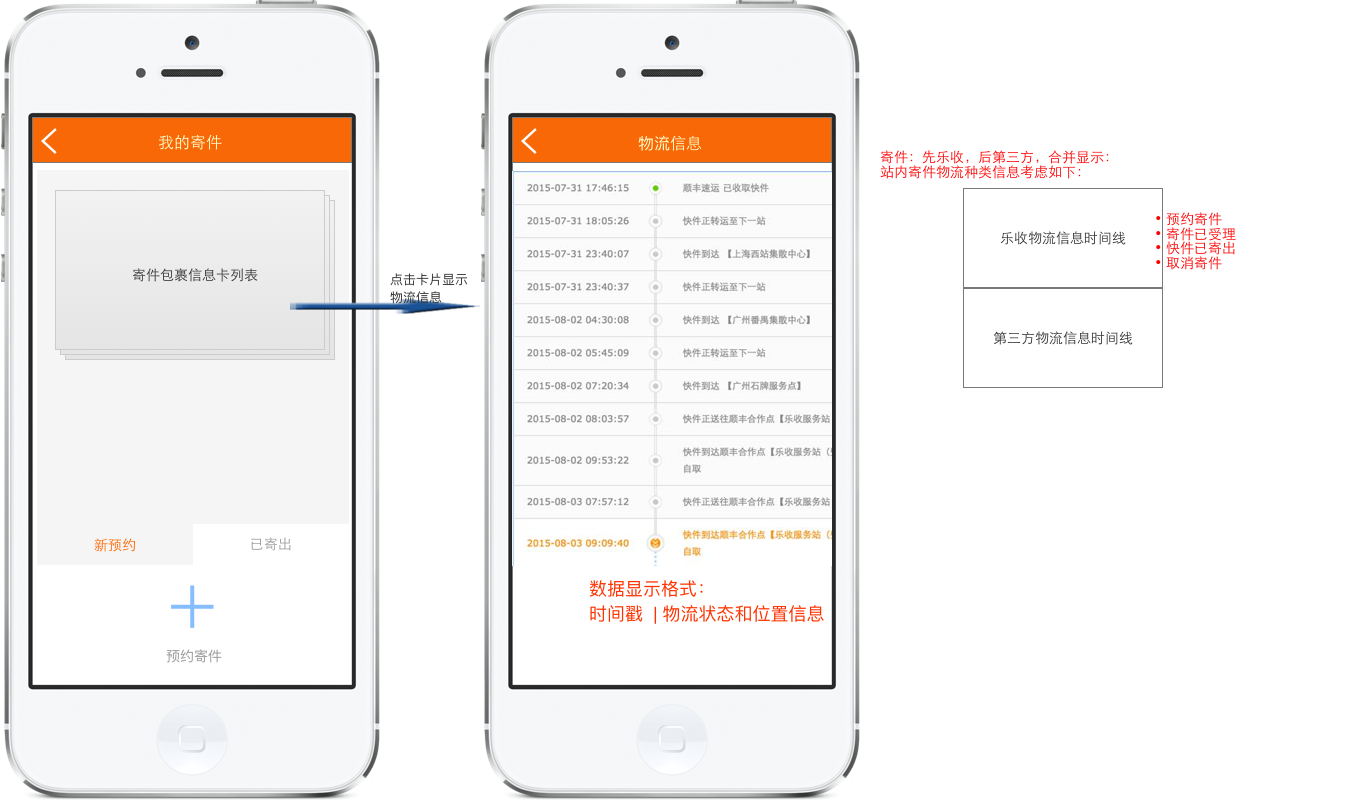 我的寄件
寄件包裹信息卡列表
新预约
已寄出
预约寄件
点击卡片显示
物流信息
物流信息
2015-07-31 17:46:15 顺丰速运 已收取快件
2015-07-31 18:05:26 快件正转运至下一站
2015-07-31 23:40:07 快件到达 【上海西站集散中心】
2015-07-31 23:40:37 快件正转运至下一站
2015-08-02 04:30:08 快件到达 【广州番禺集散中心】
2015-08-02 05:45:09 快件正转运至下一站
2015-08-02 07:20:34 快件到达 【广州石牌服务点】
2015-08-02 08:03:57 快件正送往顺丰合作点【乐收服务站
2015-08-02 09:53:22 快件到达顺丰合作点【乐收服务站（
自取
2015-08-03 07:57:12 快件正送往顺丰合作点【乐收服务站
2015-08-03 09:09:40 快件到达顺丰合作点【乐收服务站（
自取
数据显示格式：
时间戳 | 物流状态和位置信息
寄件：先乐收，后第三方，合并显示：
站内寄件物流种类信息考虑如下：
乐收物流信息时间线
• 预约寄件
• 寄件已受理
• 快件已寄出
• 取消寄件
第三方物流信息时间线